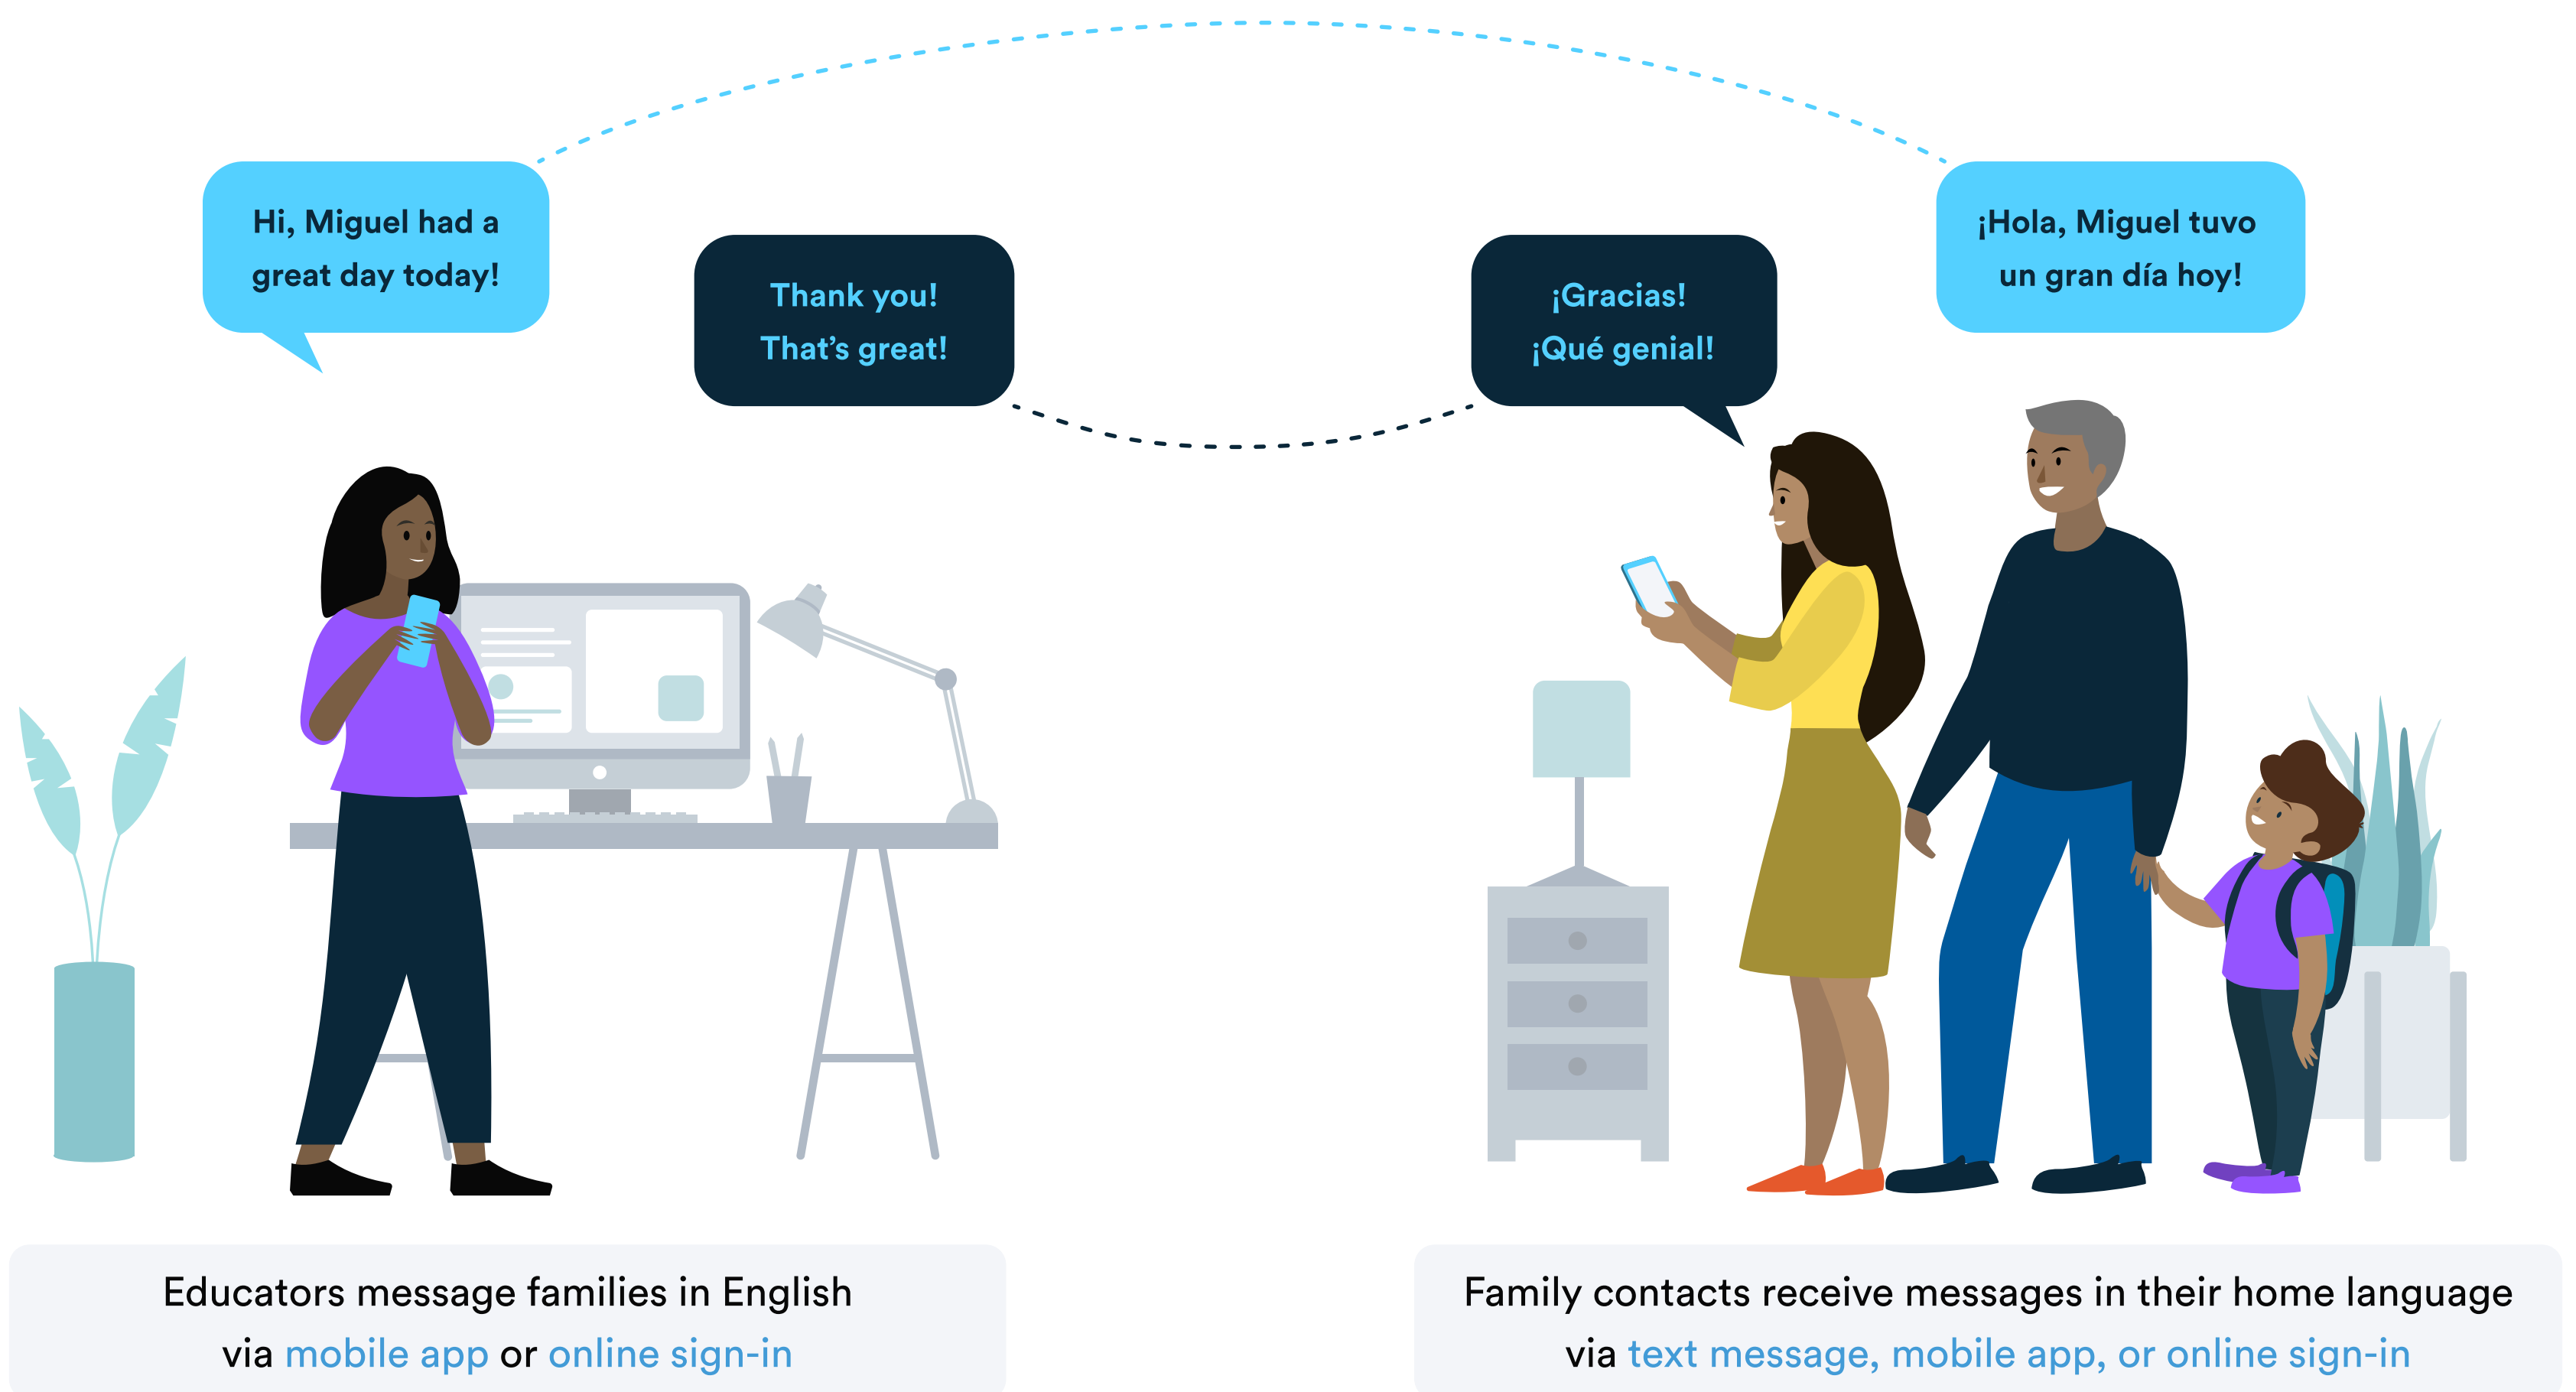 Hi, Miguel had a
great day today!
Thank you!
That’s great!
¡Gracias!
¡Qué genial!
¡Hola, Miguel tuvo
un gran día hoy!
Educators message families in English
via mobile app or online sign-in
Family contacts receive messages in their home language
via text message, mobile app, or online sign-in